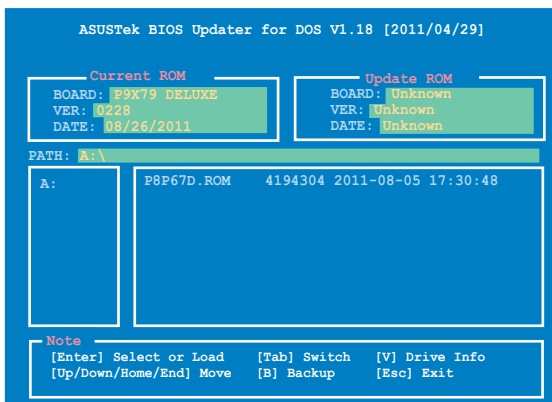 ASUSTek BIOS Updater for DOS V1.18 [2011/04/29]
Current ROM
BOARD: P9X79 DELUXE
VER: 0228
DATE: 08/26/2011
Update ROM
BOARD: Unknown
VER: Unknown
DATE: Unknown
PATH: A:\
A:
P8P67D.ROM 4194304 2011-08-05 17:30:48
Note
[Enter] Select or Load [Tab] Switch [V] Drive Info
[Up/Down/Home/End] Move [B] Backup [Esc] Exit